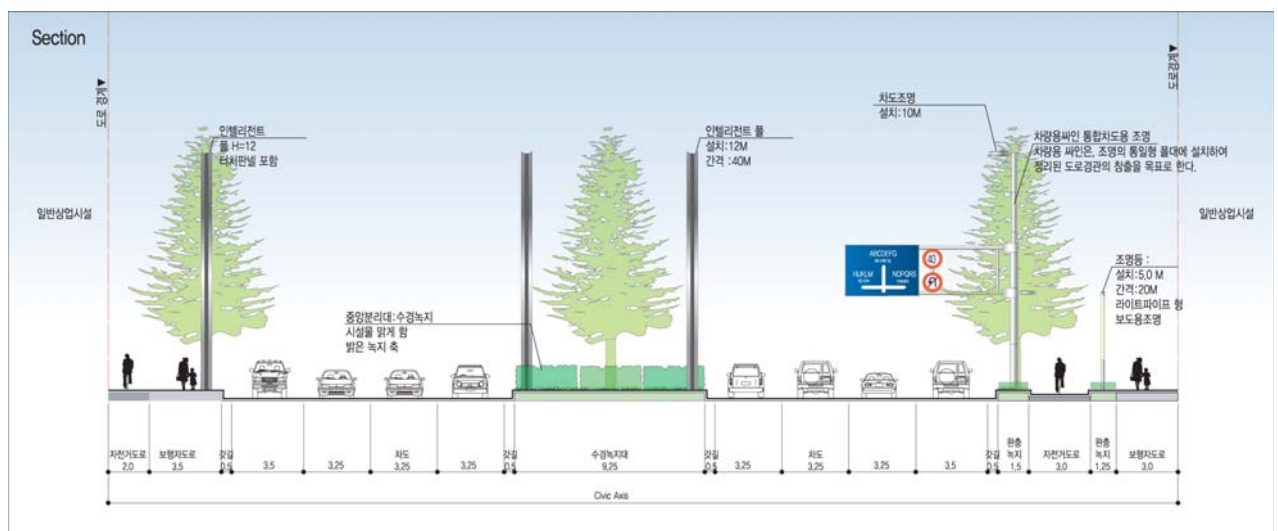 Section
도로 경계▼
도로경계▼
인텔리전트
폴 H=12
터치판넬 포함
인텔리전트 폴
설치:12M
간격 :40M
차도조명
설치:10M
차량용싸인 통합차도용 조명
차량용 싸인은, 조명의 통일형 폴대에 설치하여
정리된 도로경관의 창출을 목표로 한다.
일반상업시설
일반상업시설
ABCDEFG
HIJKLM
NOPQRS
40
조명등 :
설치:5.0 M
간격:20M
라이트파이프 형
보도용조명
중앙분리대:수경녹지
시설물 맑게 함
밝은 녹지 축
자전거도로
2.0
보행자도로
3.5
갓길
0.5
3.5
3.25
차도
3.25
3.25
갓길
0.5
수경녹지대
9.25
갓길
0.5
3.25
차도
3.25
3.25
3.5
갓길
0.5
완충
녹지
1.5
자전거도로
3.0
완충
녹지
1.25
보행자도로
3.0
Civic Axis